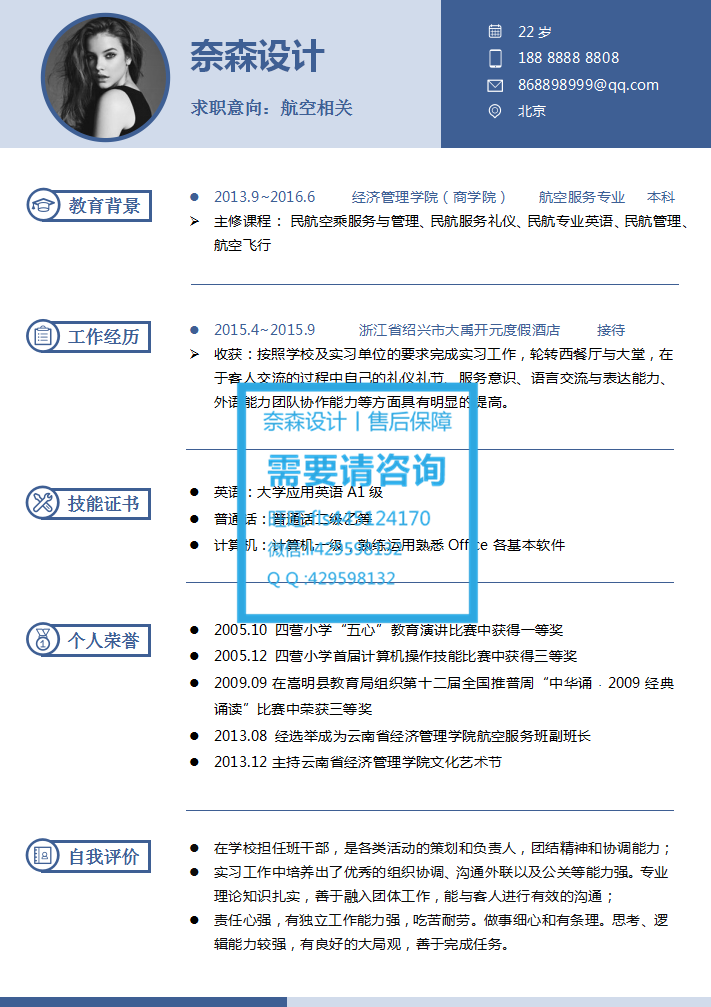 奈森设计
求职意向：航空相关
22 岁
188 8888 8808
868898999@qq.com
北京
教育背景
2013.9~2016.6 经济管理学院（商学院） 航空服务专业 本科
主修课程： 民航空乘服务与管理、民航服务礼仪、民航专业英语、民航管理、
航空飞行
工作经历
2015.4~2015.9 浙江省绍兴市大禹开元度假酒店 接待
收获：按照学校及实习单位的要求完成实习工作，轮转西餐厅与大堂，在
于客人交流的过程中自己的礼仪礼节、服务意识、语言交流与表达能力、
外语能力团队协作能力等方面具有明显的提高。
奈森设计丨售后保障
需要请咨询
技能证书
英语：大学应用英语 A1 级
普通话：普通话二级乙等
计算机：计算机一级，熟练运用熟悉 Office 各基本软件
旺旺:
微信:
Q Q :429598132
个人荣誉
2005.10 四营小学“五心”教育演讲比赛中获得一等奖
2005.12 四营小学首届计算机操作技能比赛中获得三等奖
2009.09 在嵩明县教育局组织第十二届全国推普周“中华诵 · 2009 经典
诵读”比赛中荣获三等奖
2013.08 经选举成为云南省经济管理学院航空服务班副班长
2013.12 主持云南省经济管理学院文化艺术节
自我评价
在学校担任班干部，是各类活动的策划和负责人，团结精神和协调能力；
实习工作中培养出了优秀的组织协调、沟通外联以及公关等能力强。专业
理论知识扎实，善于融入团体工作，能与客人进行有效的沟通；
责任心强，有独立工作能力强，吃苦耐劳。做事细心和有条理。思考、逻
辑能力较强，有良好的大局观，善于完成任务。